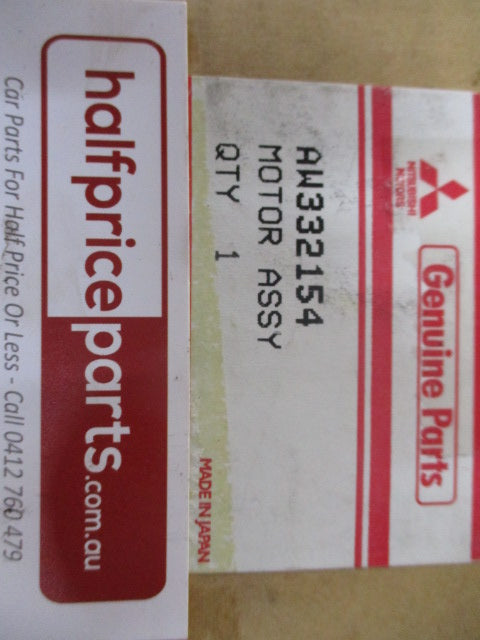 MITSUBISHI
MOTORS
Genuine Parts
AW332154
MOTOR ASSY
QTY 1
MADE IN JAPAN
halfpriceparts.com.au
Car Parts For Half Price Or Less - Call 0412 760 479